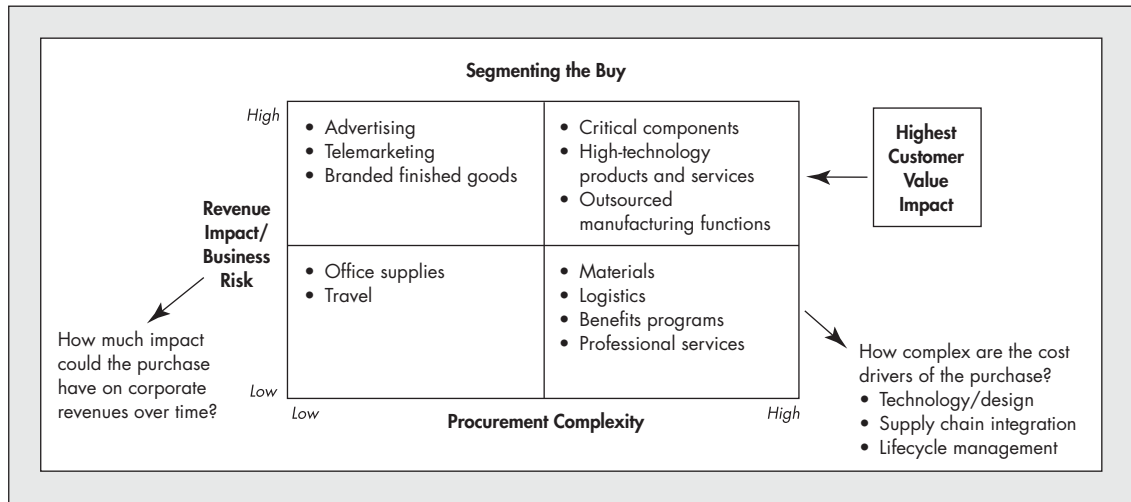 Segmenting the Buy
High
• Advertising
• Telemarketing
• Branded finished goods
• Critical components
• High-technology
products and services
• Outsourced
manufacturing functions
Highest
Customer
Value
Impact
Revenue
Impact/
Business
Risk
• Office supplies
• Travel
• Materials
• Logistics
• Benefits programs
• Professional services
How much impact
could the purchase
have on corporate
revenues over time?
Low
Low
Procurement Complexity
High
How complex are the cost
drivers of the purchase?
• Technology/design
• Supply chain integration
• Lifecycle management